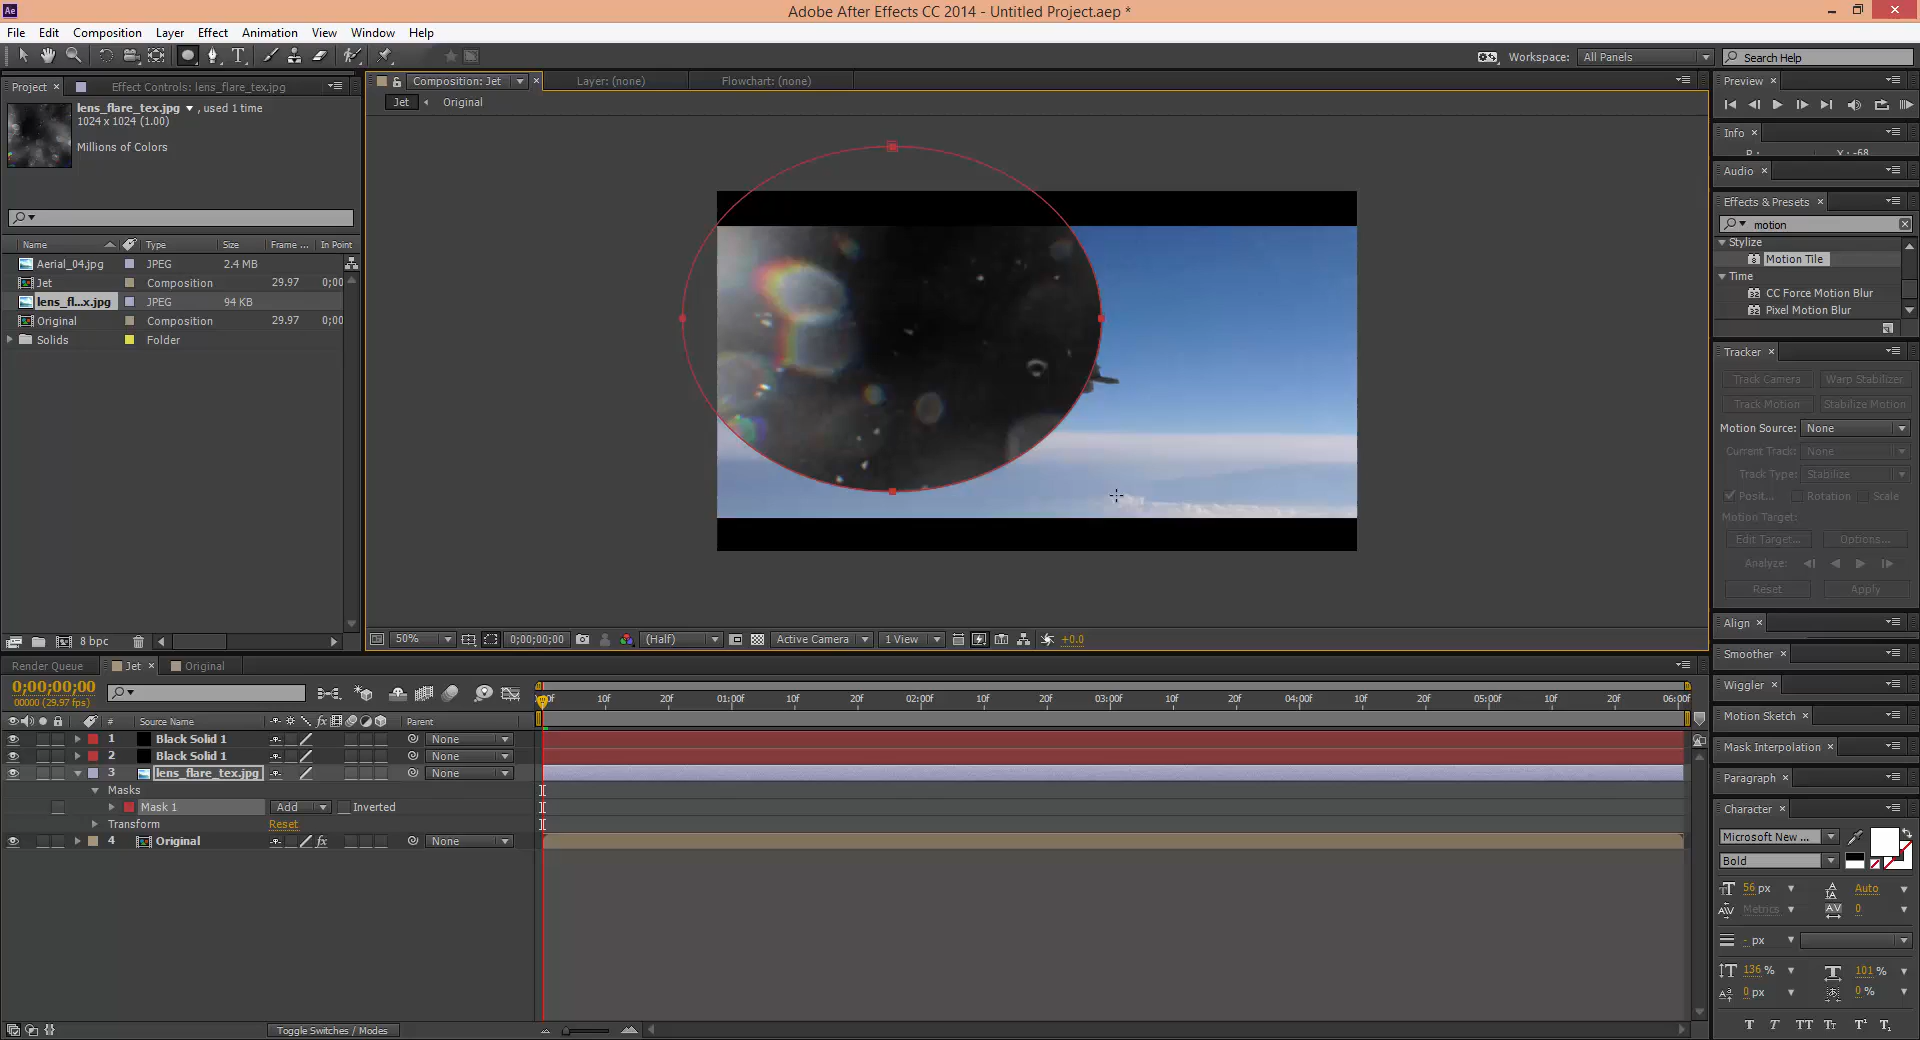 Ae
Adobe After Effects CC 2014 - Untitled Project.aep *
File Edit Composition Layer Effect Animation View Window Help
T
Workspace: All Panels
Search Help
Project × Effect Controls: lens_flare_tex.jpg
Composition: Jet × Layer: (none) Flowchart: (none)
Jet Original
lens_flare_tex.jpg , used 1 time
1024 x 1024 (1.00)
Millions of Colors
Name Type Size Frame ... In Point
Aerial_04.jpg JPEG 2.4 MB
Jet Composition 29.97 0;00
lens_fl...x.jpg JPEG 94 KB
Original Composition 29.97 0;00
Solids Folder
8 bpc
50% 0;00;00;00 (Half) Active Camera 1 View +0.0
Preview ×
Info ×
Y : -68
Audio ×
Effects & Presets ×
motion
Stylize
Motion Tile
Time
CC Force Motion Blur
Pixel Motion Blur
Tracker ×
Track Camera Warp Stabilizer
Track Motion Stabilize Motion
Motion Source: None
Current Track: None
Track Type: Stabilize
Posit... Rotation Scale
Motion Target:
Edit Target... Options...
Analyze:
Reset Apply
Align ×
Smoother ×
Wiggler ×
Motion Sketch ×
Mask Interpolation ×
Paragraph ×
Character ×
Microsoft New ...
Bold
56 px Auto
Metrics 0
- px
136 % 101 %
0 px 0 %
T T TT Tt T¹ T₁
Render Queue Jet × Original
0;00;00;00
00000 (29.97 fps)
10f 20f 01:00f 10f 20f 02:00f 10f 20f 03:00f 10f 20f 04:00f 10f 20f 05:00f 10f 20f 06:00f
# Source Name fx Parent
1 Black Solid 1 None
2 Black Solid 1 None
3 lens_flare_tex.jpg None
Masks
Mask 1 Add Inverted
Transform Reset
4 Original fx None
Toggle Switches / Modes